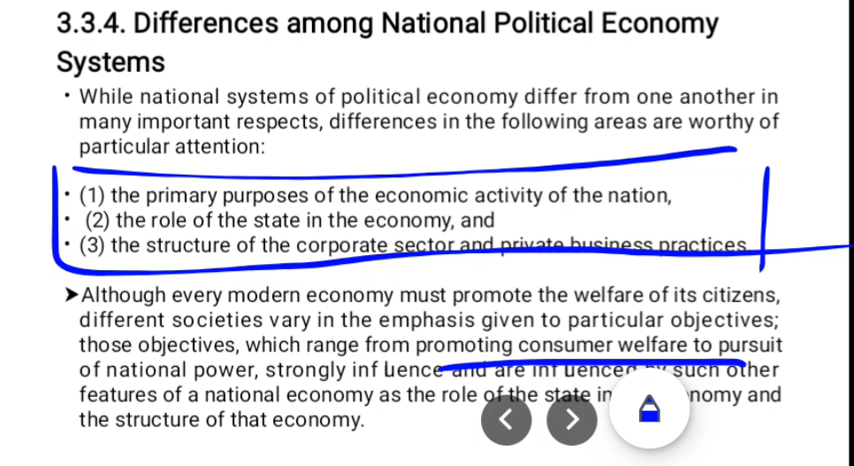 3.3.4. Differences among National Political Economy
Systems
• While national systems of political economy differ from one another in
many important respects, differences in the following areas are worthy of
particular attention:
• (1) the primary purposes of the economic activity of the nation,
• (2) the role of the state in the economy, and
• (3) the structure of the corporate sector and private business practices
➤Although every modern economy must promote the welfare of its citizens,
different societies vary in the emphasis given to particular objectives;
those objectives, which range from promoting consumer welfare to pursuit
of national power, strongly inf uence and are inf uenced by such other
features of a national economy as the role of the state in and
the structure of that economy.